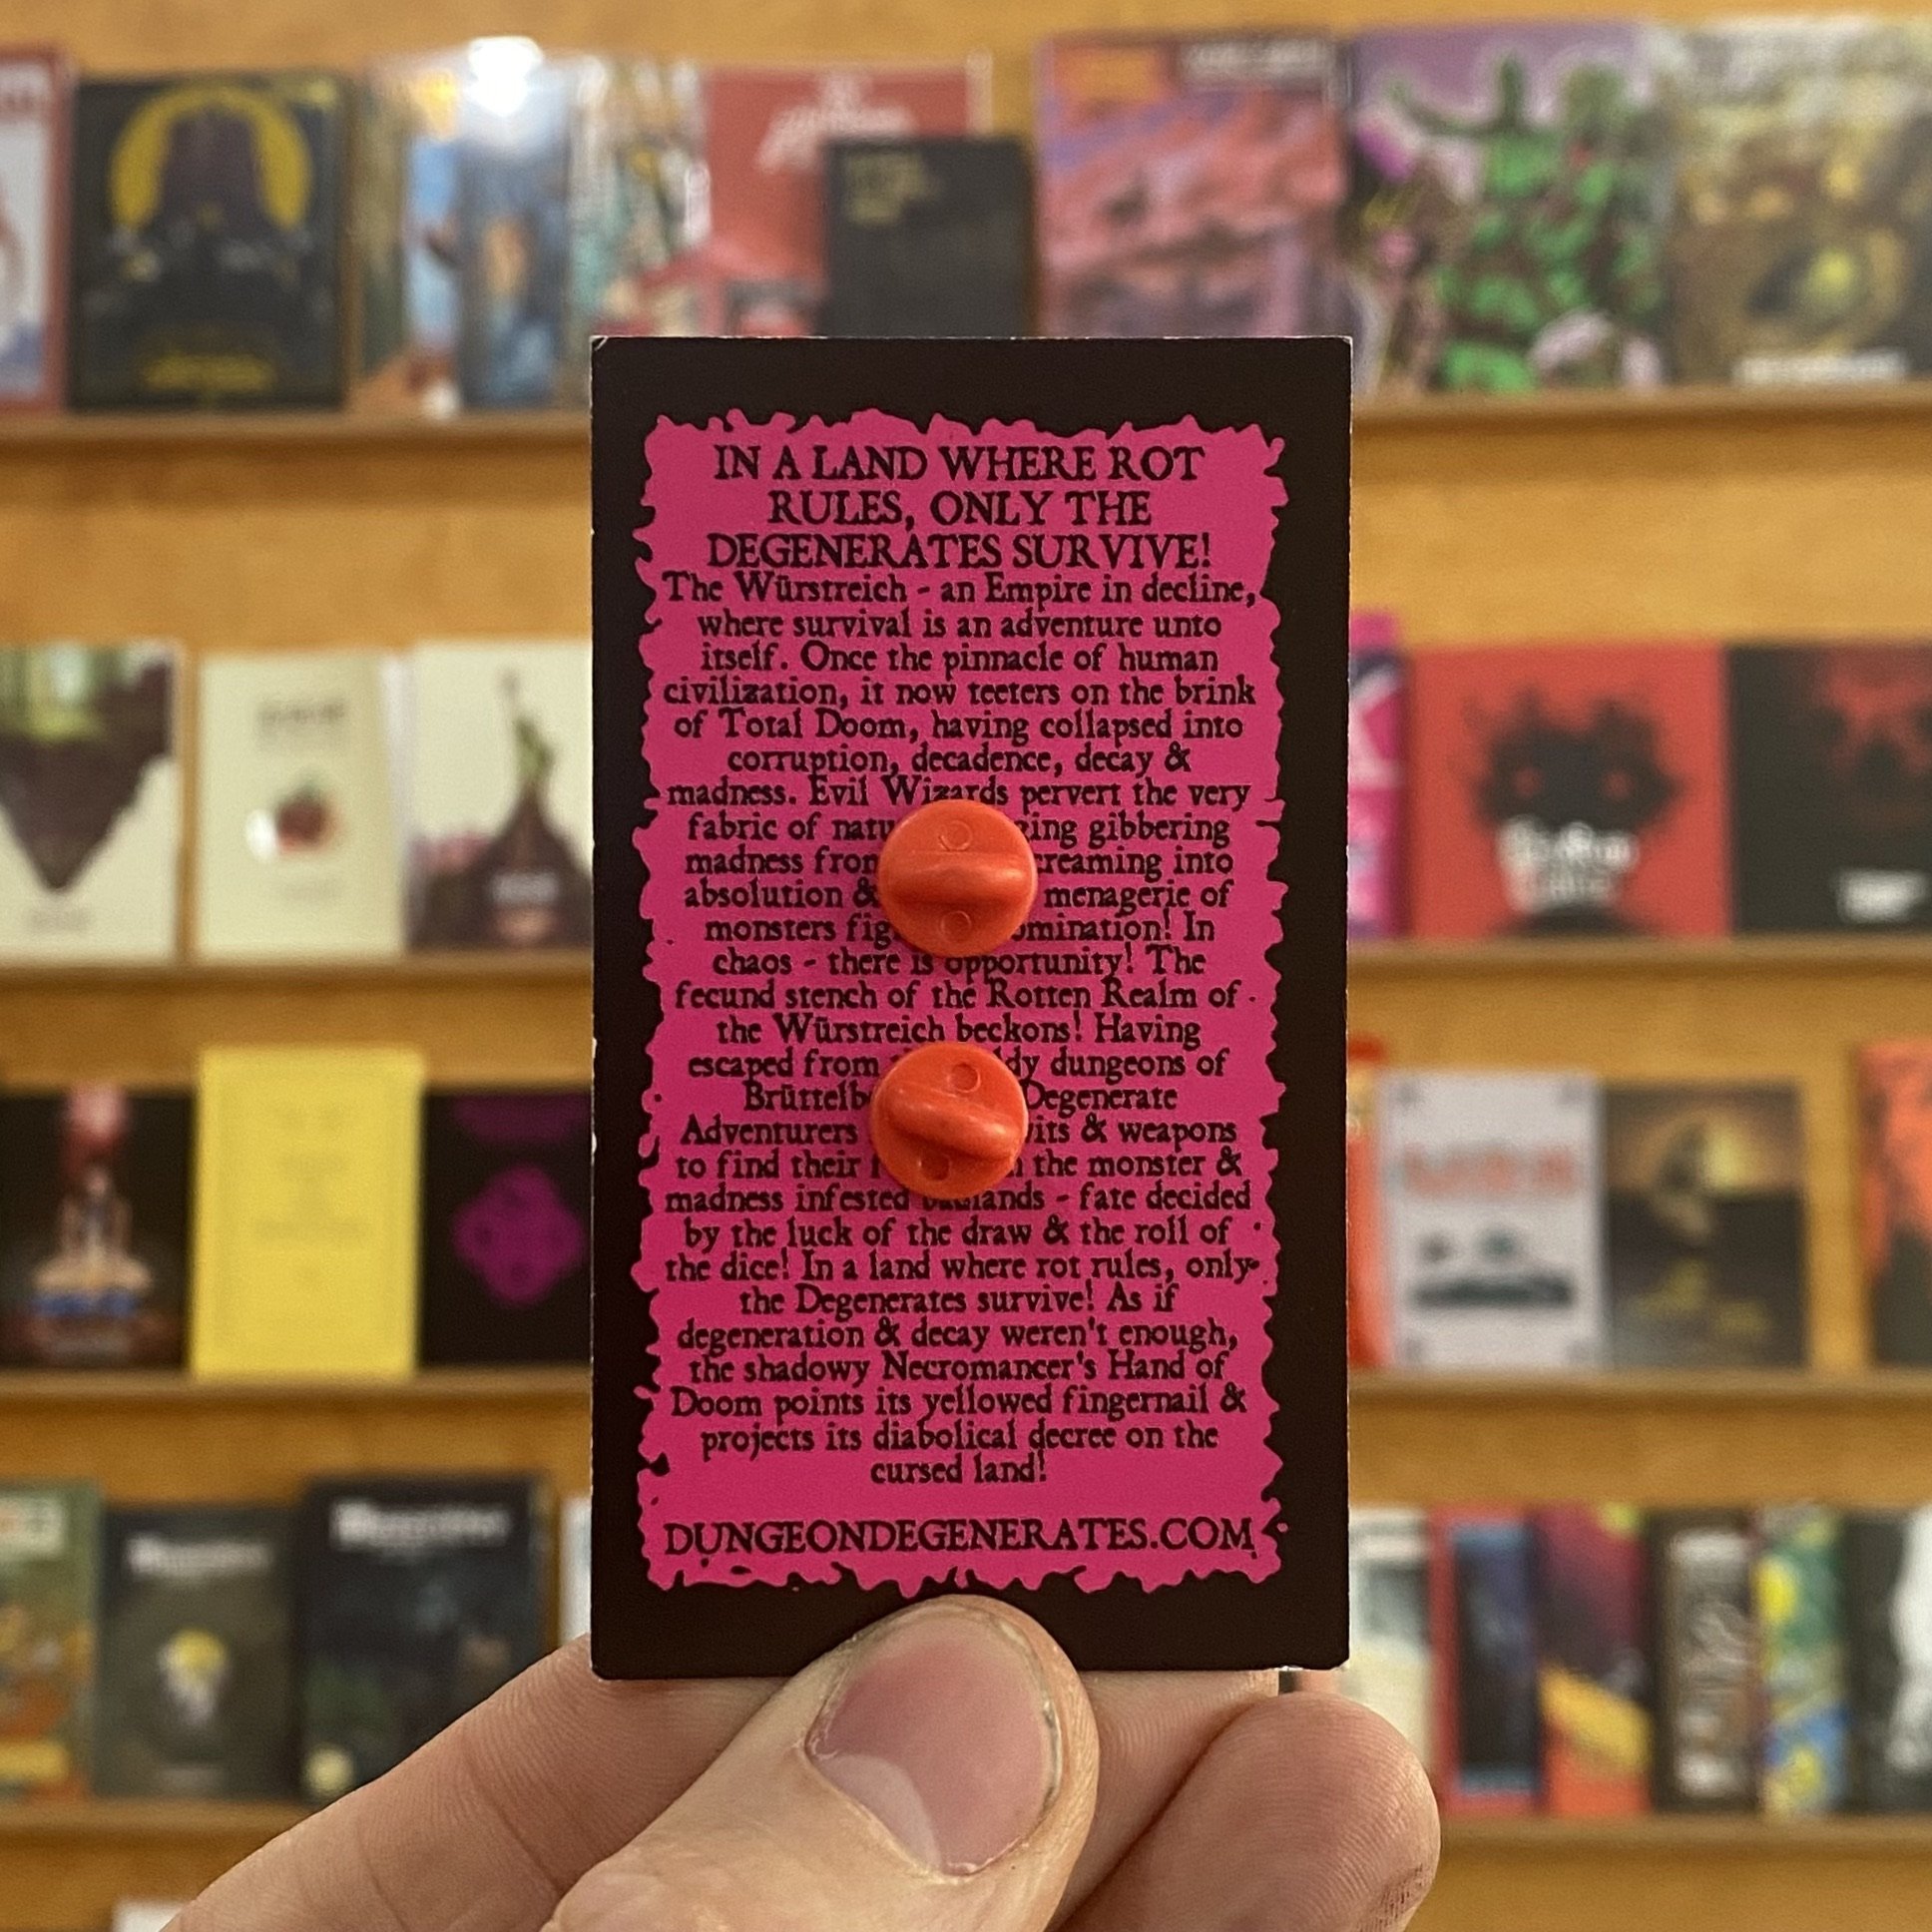 IN A LAND WHERE ROT
RULES, ONLY THE
DEGENERATES SURVIVE!
The Würstreich - an Empire in decline,
where survival is an adventure unto
itself. Once the pinnacle of human
civilization, it now teeters on the brink
of Total Doom, having collapsed into
corruption, decadence, decay &
madness. Evil Wizards pervert the very
fabric of gibbering
madness into
absolution & menagerie of
monsters In
chaos - there is opportunity! The
fecund stench of the Rotten Realm of
the Würstreich beckons! Having
escaped from dungeons of
Degenerate
Adventurers & weapons
to find their the monster &
madness infested badlands - fate decided
by the luck of the draw & the roll of
the dice! In a land where rot rules, only
the Degenerates survive! As if
degeneration & decay weren't enough,
the shadowy Necromancer's Hand of
Doom points its yellowed fingernail &
projects its diabolical decree on the
cursed land!
DUNGEONDEGENERATES.COM